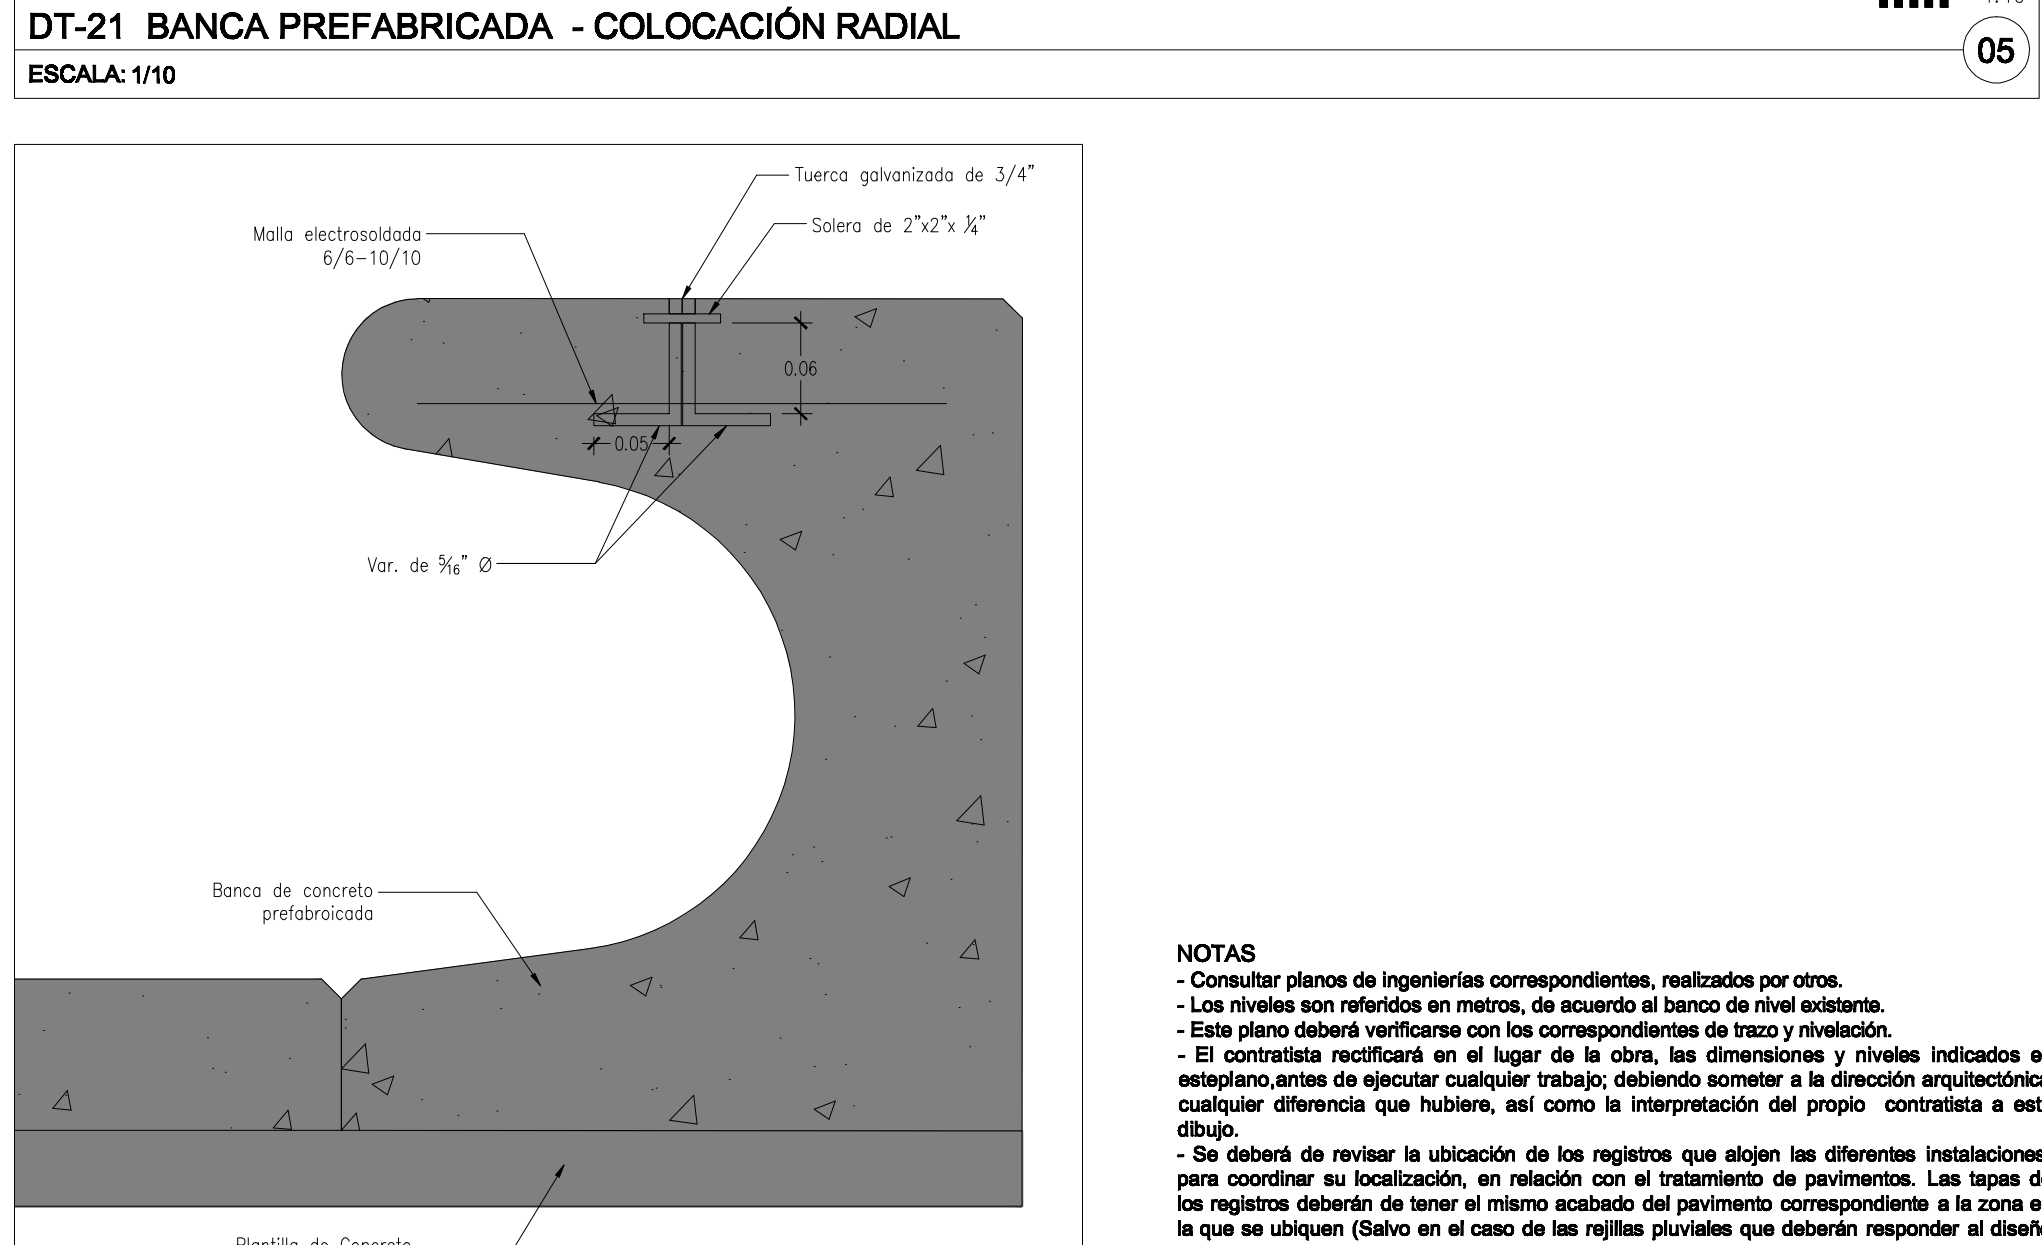 DT-21 BANCA PREFABRICADA - COLOCACIÓN RADIAL
05
ESCALA: 1/10
Tuerca galvanizada de 3/4"
Solera de 2"x2"x ¼"
Malla electrosoldada
6/6-10/10
0.06
0.05
Var. de 5/16" Ø
Banca de concreto
prefabroicada
Plantilla de Concreto
NOTAS
- Consultar planos de ingenierías correspondientes, realizados por otros.
- Los niveles son referidos en metros, de acuerdo al banco de nivel existente.
- Este plano deberá verificarse con los correspondientes de trazo y nivelación.
- El contratista rectificará en el lugar de la obra, las dimensiones y niveles indicados e
esteplano,antes de ejecutar cualquier trabajo; debiendo someter a la dirección arquitectónica
cualquier diferencia que hubiere, así como la interpretación del propio contratista a est
dibujo.
- Se deberá de revisar la ubicación de los registros que alojen las diferentes instalaciones
para coordinar su localización, en relación con el tratamiento de pavimentos. Las tapas d
los registros deberán de tener el mismo acabado del pavimento correspondiente a la zona e
la que se ubiquen (Salvo en el caso de las rejillas pluviales que deberán responder al diseñ